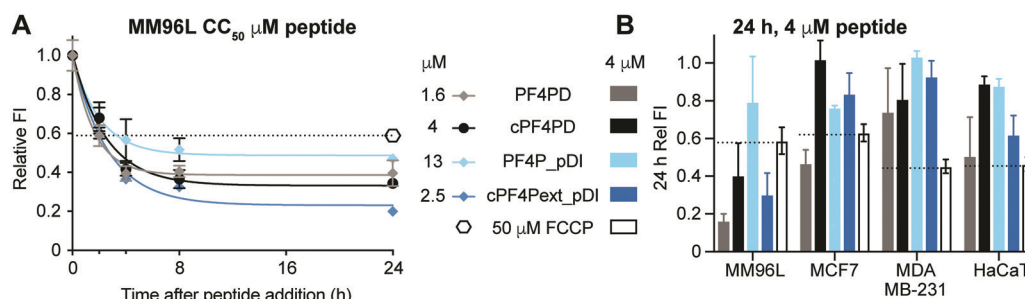 A
MM96L CC50 μM peptide
Relative FI
1.0
0.8
0.6
0.4
0.2
0
0
8
16
24
Time after peptide addition (h)
μM
4 μM
1.6 PF4PD
4 cPF4PD
13 PF4P_pDI
2.5 cPF4Pext_pDI
50 μM FCCP
B
24 h, 4 μM peptide
24 h Rel FI
1.0
0.8
0.6
0.4
0.2
0
MM96L
MCF7
MDA
MB-231
HaCaT